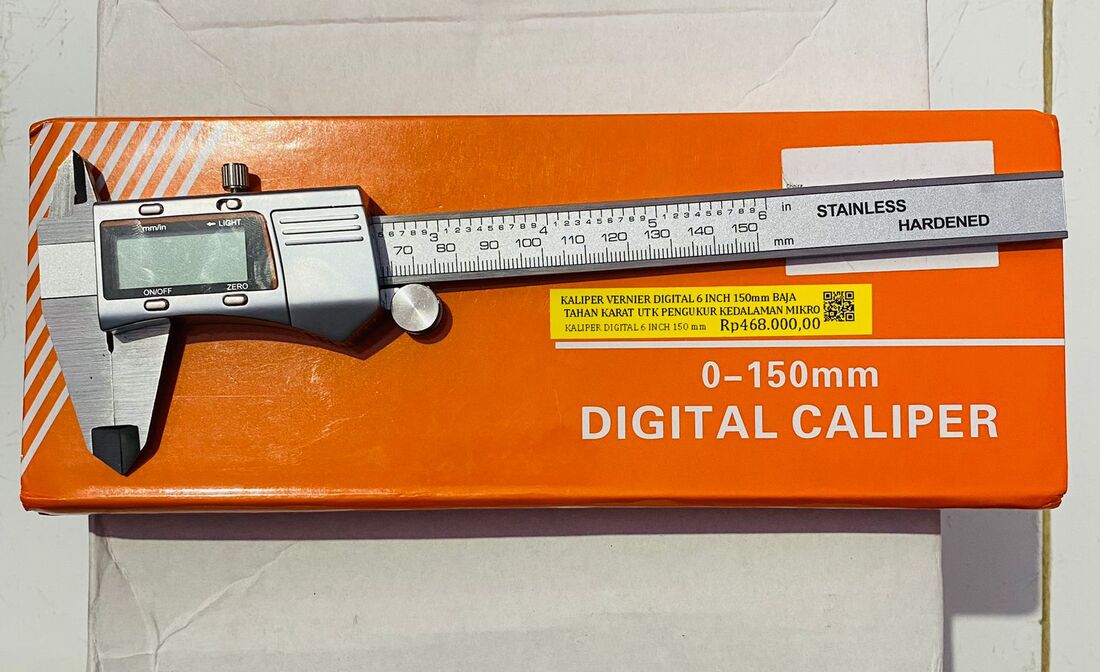 mm/in
LIGHT
ON/OFF
ZERO
3 4 5 6 in
70 80 90 100 110 120 130 140 150 mm
STAINLESS
HARDENED
KALIPER VERNIER DIGITAL 6 INCH 150mm BAJA
TAHAN KARAT UTK PENGUKUR KEDALAMAN MIKRO
KALIPER DIGITAL 6 INCH 150 mm Rp468.000,00
0-150mm
DIGITAL CALIPER